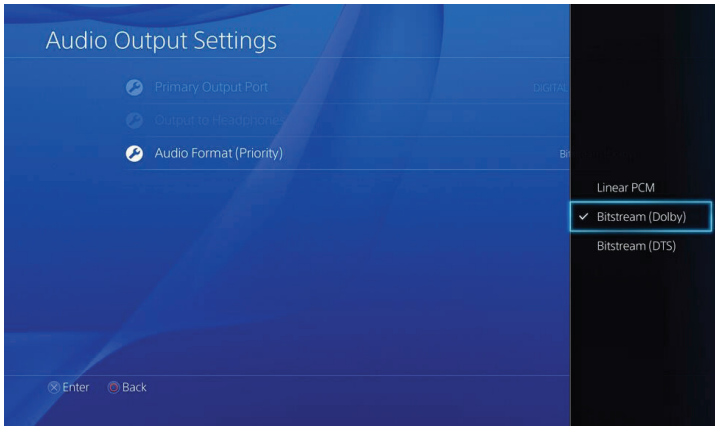 Audio Output Settings
Primary Output Port
DIGITAL
Output to Headphones
Audio Format (Priority)
Linear PCM
Bitstream (Dolby)
Bitstream (DTS)
Enter
Back